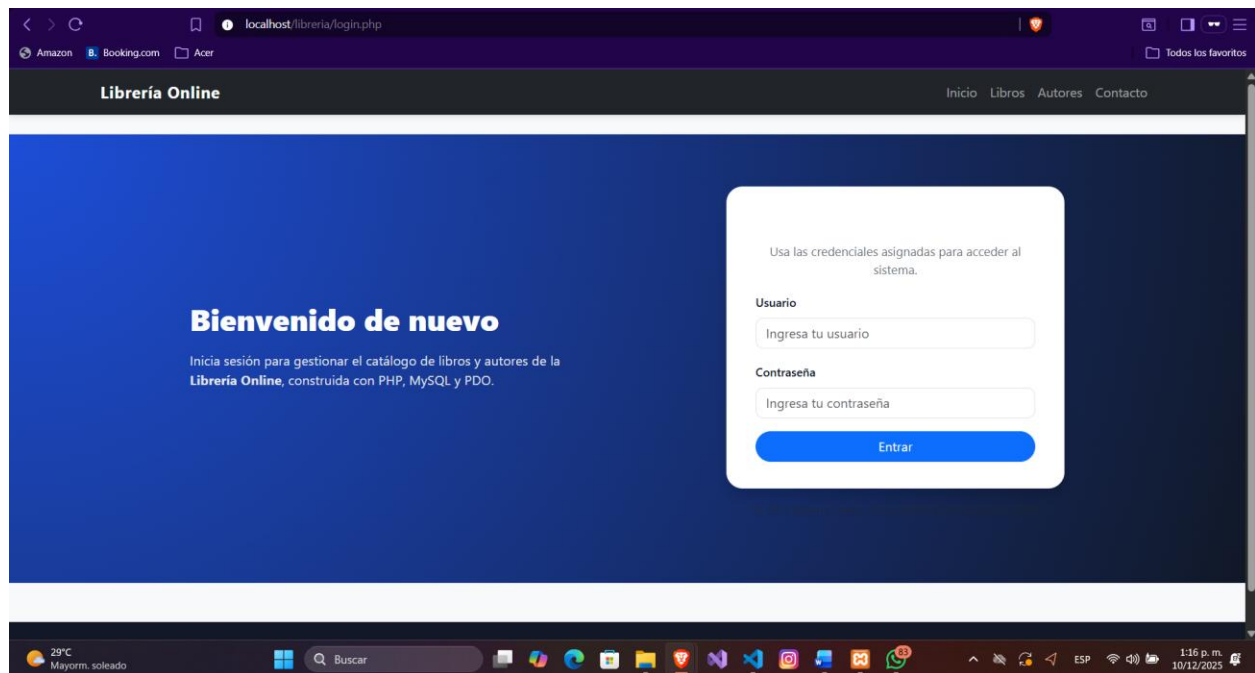 localhost/libreria/login.php
Amazon B. Booking.com Acer Todos los favoritos
Librería Online Inicio Libros Autores Contacto
Usa las credenciales asignadas para acceder al
sistema.
Usuario
Ingresa tu usuario
Contraseña
Ingresa tu contraseña
Entrar
Bienvenido de nuevo
Inicia sesión para gestionar el catálogo de libros y autores de la
Librería Online, construida con PHP, MySQL y PDO.
29°C
Mayorm. soleado
Buscar
83
ESP
1:16 p. m.
10/12/2025